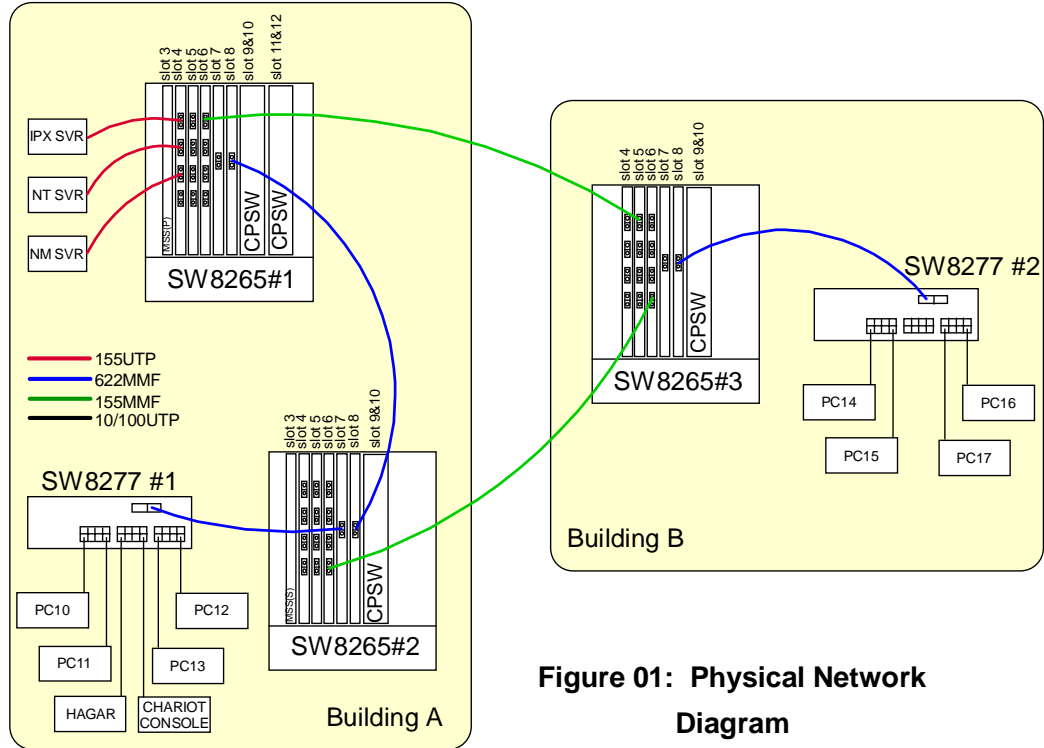 slot 3
slot 4
slot 5
slot 6
slot 7
slot 8
slot 9&10
slot 11&12
IPX SVR
NT SVR
NM SVR
MSS(P)
CPSW
CPSW
SW8265#1
155UTP
622MMF
155MMF
10/100UTP
slot 3
slot 4
slot 5
slot 6
slot 7
slot 8
slot 9&10
MSS(S)
CPSW
SW8265#2
SW8277 #1
PC10
PC11
HAGAR
CHARIOT
CONSOLE
PC13
PC12
Building A
slot 4
slot 5
slot 6
slot 7
slot 8
slot 9&10
CPSW
SW8265#3
SW8277 #2
PC14
PC15
PC16
PC17
Building B
Figure 01: Physical Network
Diagram